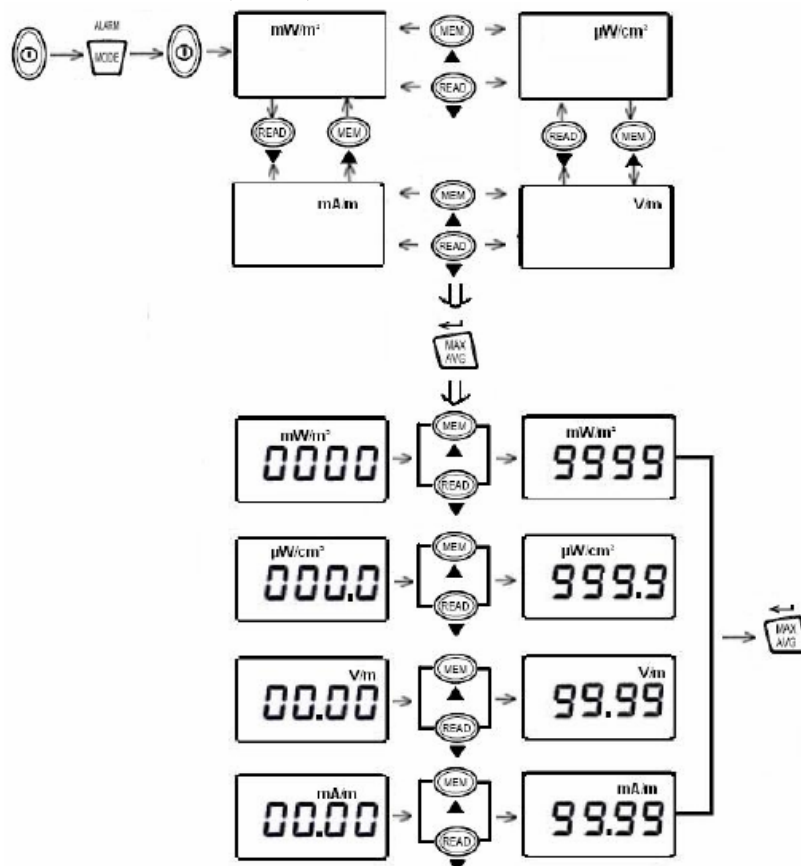 ALARM
MODE
mW/m²
MEM
µW/cm²
READ
READ
MEM
READ
MEM
mA/m
MEM
V/m
READ
MAX
AVG
mW/m²
0000
MEM
READ
mW/m²
9999
µW/cm²
000.0
MEM
READ
µW/cm²
999.9
V/m
00.00
MEM
READ
V/m
99.99
MAX
AVG
mA/m
00.00
MEM
READ
mA/m
99.99